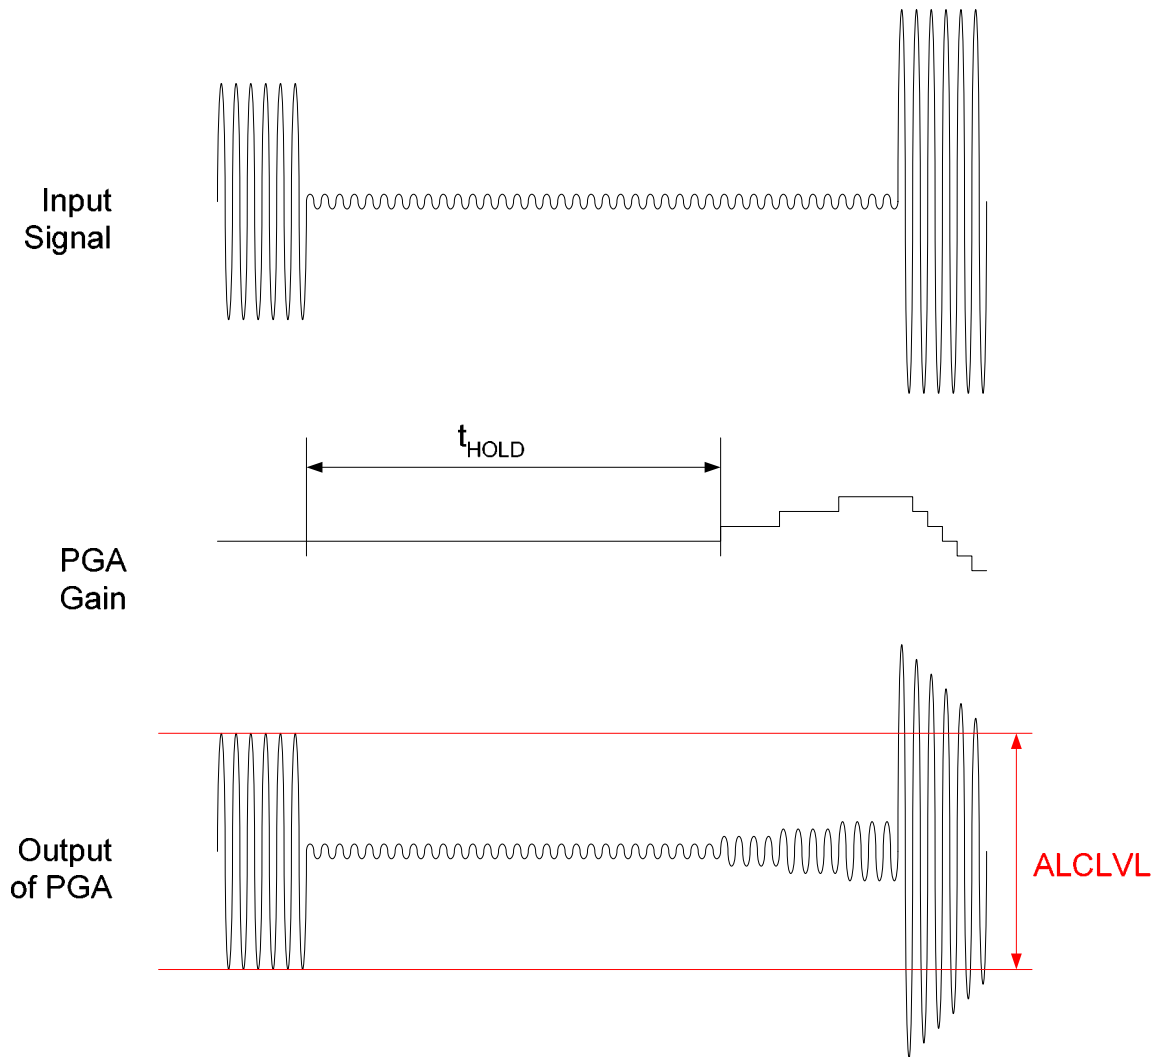 Input
Signal
tHOLD
PGA
Gain
Output
of PGA
ALCLVL